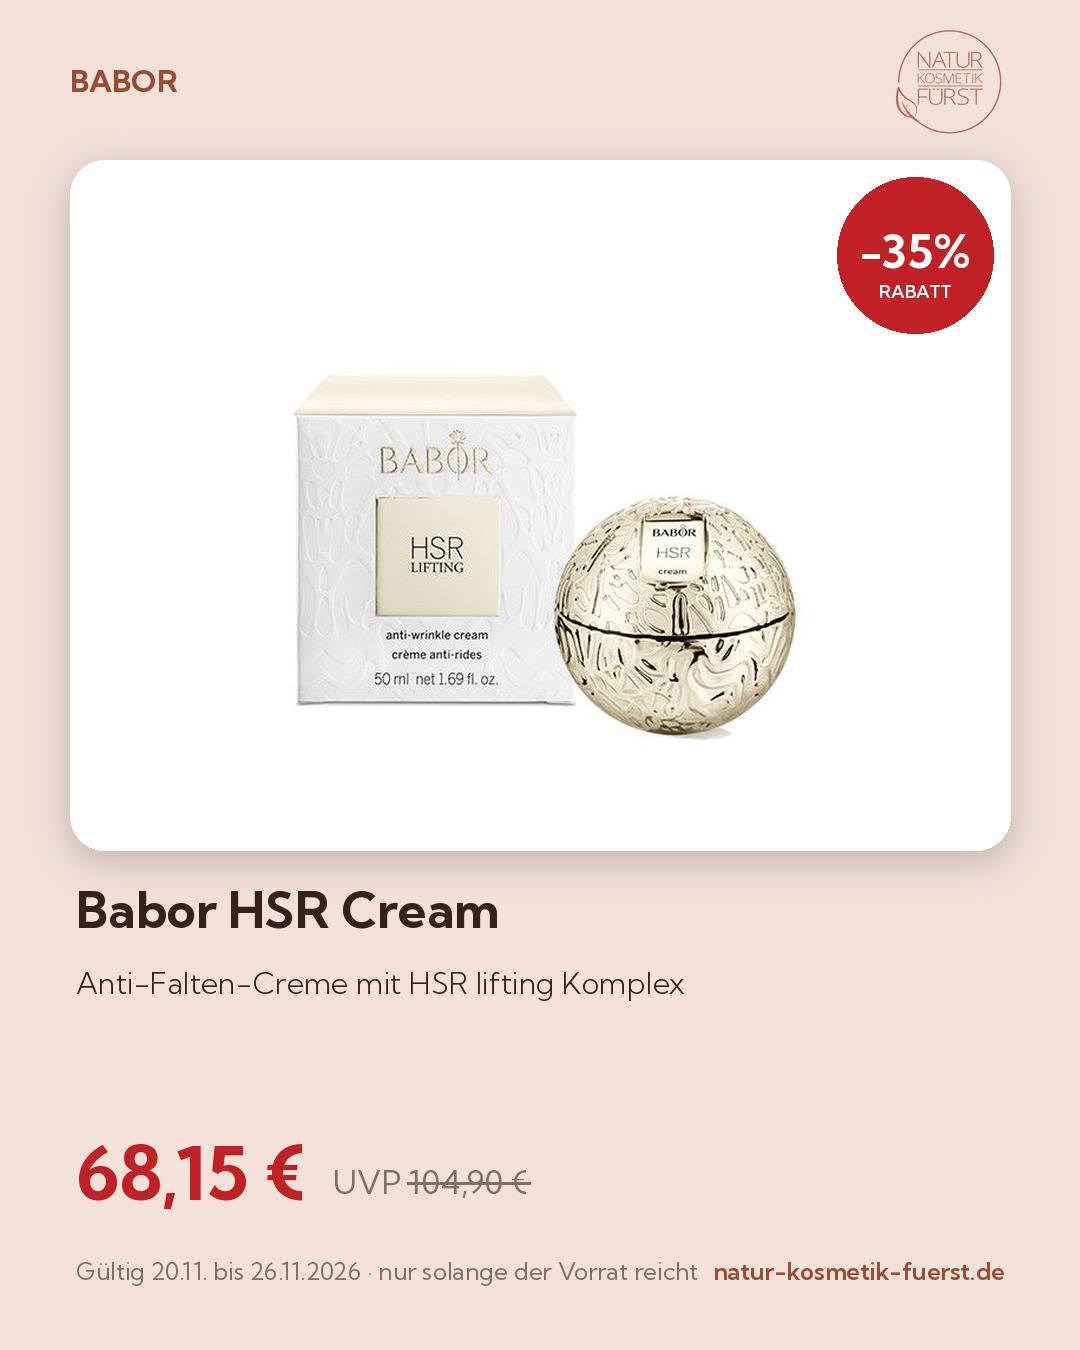 BABOR
NATUR
KOSMETIK
FÜRST
-35%
RABATT
BABOR
HSR
LIFTING
anti-wrinkle cream
crème anti-rides
50 ml net 1.69 fl. oz.
BABOR
HSR
cream
Babor HSR Cream
Anti-Falten-Creme mit HSR lifting Komplex
68,15 € UVP 104,90 €
Gültig 20.11. bis 26.11.2026 · nur solange der Vorrat reicht natur-kosmetik-fuerst.de